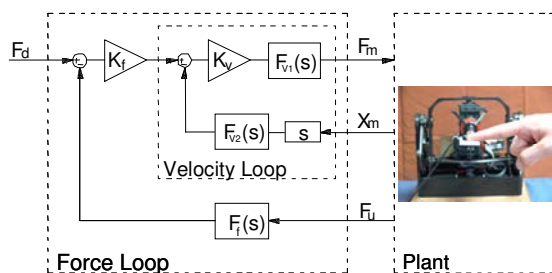 F_d
+
-
K_f
+
-
K_v
F_v1(s)
F_m
F_v2(s)
s
X_m
Velocity Loop
F_f(s)
F_u
Force Loop
Plant